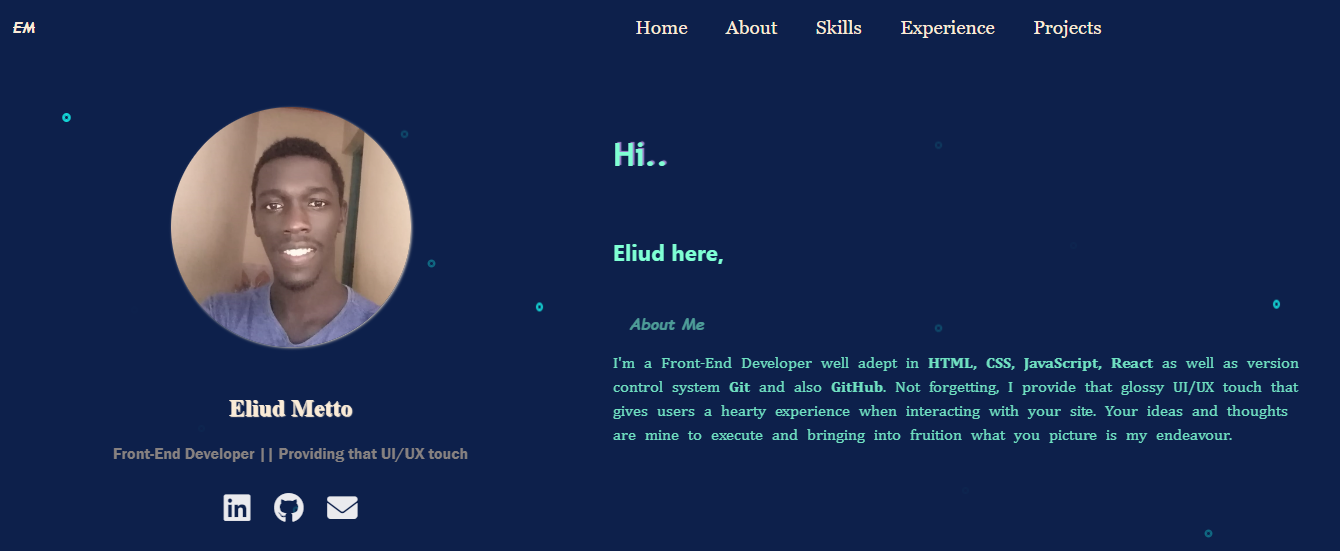 EM
Home About Skills Experience Projects
Hi..
Eliud here,
About Me
I'm a Front-End Developer well adept in HTML, CSS, JavaScript, React as well as version
control system Git and also GitHub. Not forgetting, I provide that glossy UI/UX touch that
gives users a hearty experience when interacting with your site. Your ideas and thoughts
are mine to execute and bringing into fruition what you picture is my endeavour.
Eliud Metto
Front-End Developer || Providing that UI/UX touch
in